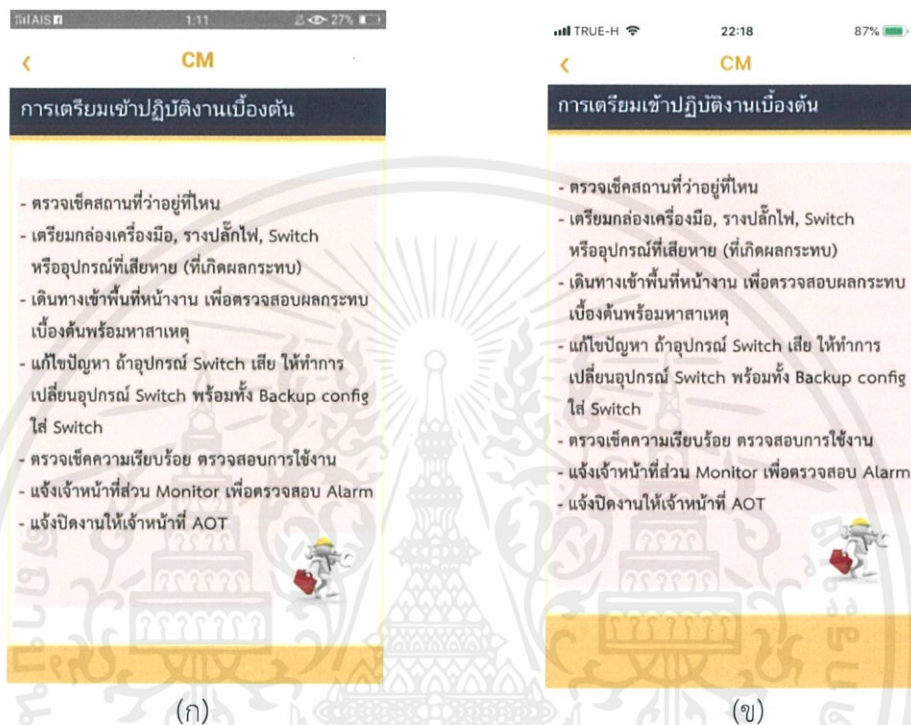 AIS 1:11 27%
CM
การเตรียมเข้าปฏิบัติงานเบื้องต้น
- ตรวจเช็คสถานที่ว่าอยู่ที่ไหน
- เตรียมกล่องเครื่องมือ, รางปลั๊กไฟ, Switch
หรืออุปกรณ์ที่เสียหาย (ที่เกิดผลกระทบ)
- เดินทางเข้าพื้นที่หน้างาน เพื่อตรวจสอบผลกระทบ
เบื้องต้นพร้อมหาสาเหตุ
- แก้ไขปัญหา ถ้าอุปกรณ์ Switch เสีย ให้ทำการ
เปลี่ยนอุปกรณ์ Switch พร้อมทั้ง Backup config
ใส่ Switch
- ตรวจเช็คความเรียบร้อย ตรวจสอบการใช้งาน
- แจ้งเจ้าหน้าที่ส่วน Monitor เพื่อตรวจสอบ Alarm
- แจ้งปิดงานให้เจ้าหน้าที่ AOT
(ก)
TRUE-H 22:18 87%
CM
การเตรียมเข้าปฏิบัติงานเบื้องต้น
- ตรวจเช็คสถานที่ว่าอยู่ที่ไหน
- เตรียมกล่องเครื่องมือ, รางปลั๊กไฟ, Switch
หรืออุปกรณ์ที่เสียหาย (ที่เกิดผลกระทบ)
- เดินทางเข้าพื้นที่หน้างาน เพื่อตรวจสอบผลกระทบ
เบื้องต้นพร้อมหาสาเหตุ
- แก้ไขปัญหา ถ้าอุปกรณ์ Switch เสีย ให้ทำการ
เปลี่ยนอุปกรณ์ Switch พร้อมทั้ง Backup config
ใส่ Switch
- ตรวจเช็คความเรียบร้อย ตรวจสอบการใช้งาน
- แจ้งเจ้าหน้าที่ส่วน Monitor เพื่อตรวจสอบ Alarm
- แจ้งปิดงานให้เจ้าหน้าที่ AOT
(ข)